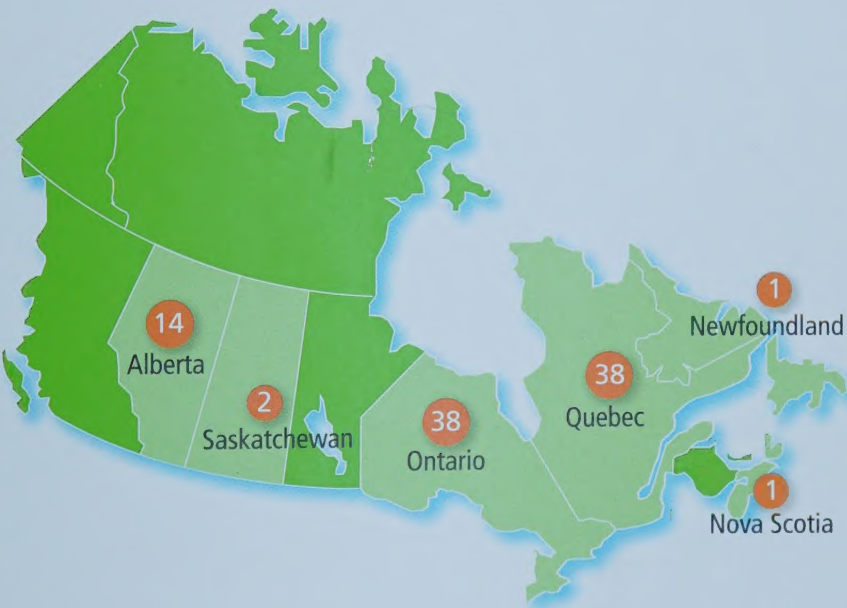 14
Alberta
2
Saskatchewan
38
Ontario
38
Quebec
1
Newfoundland
1
Nova Scotia